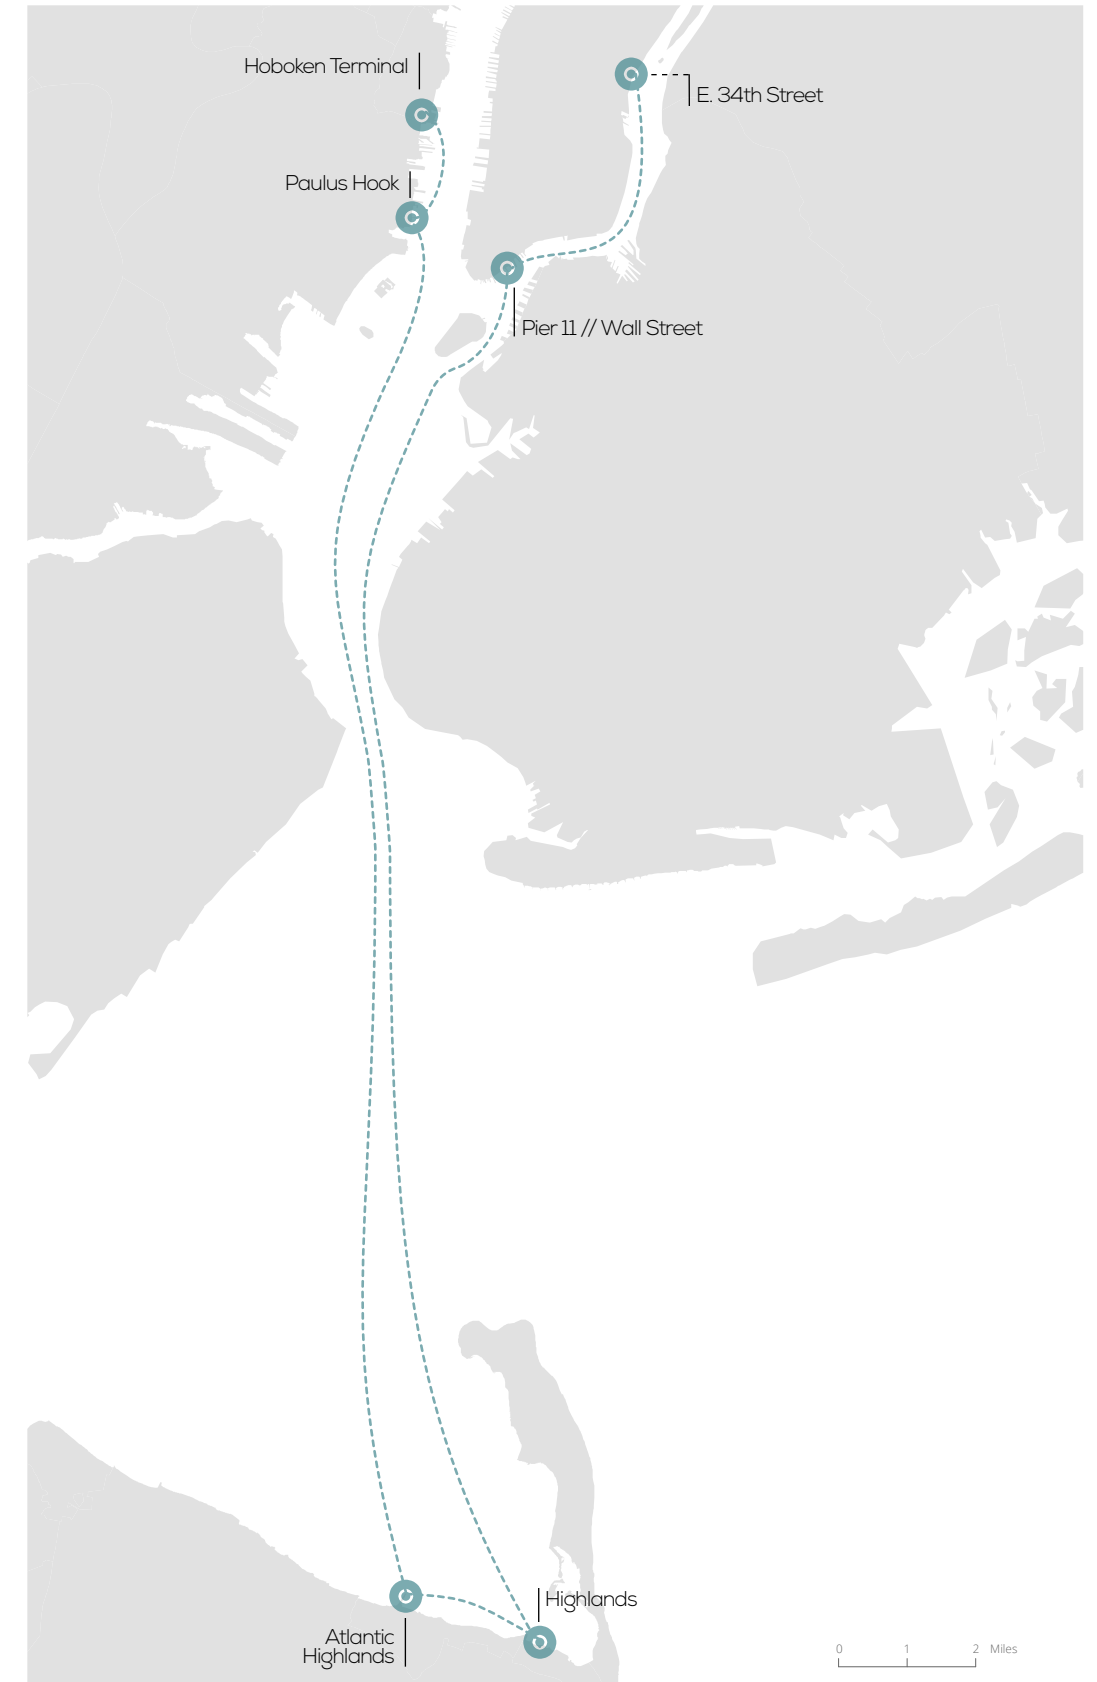 Hoboken Terminal
E. 34th Street
Paulus Hook
Pier 11 // Wall Street
Highlands
Atlantic
Highlands
0 1 2 Miles